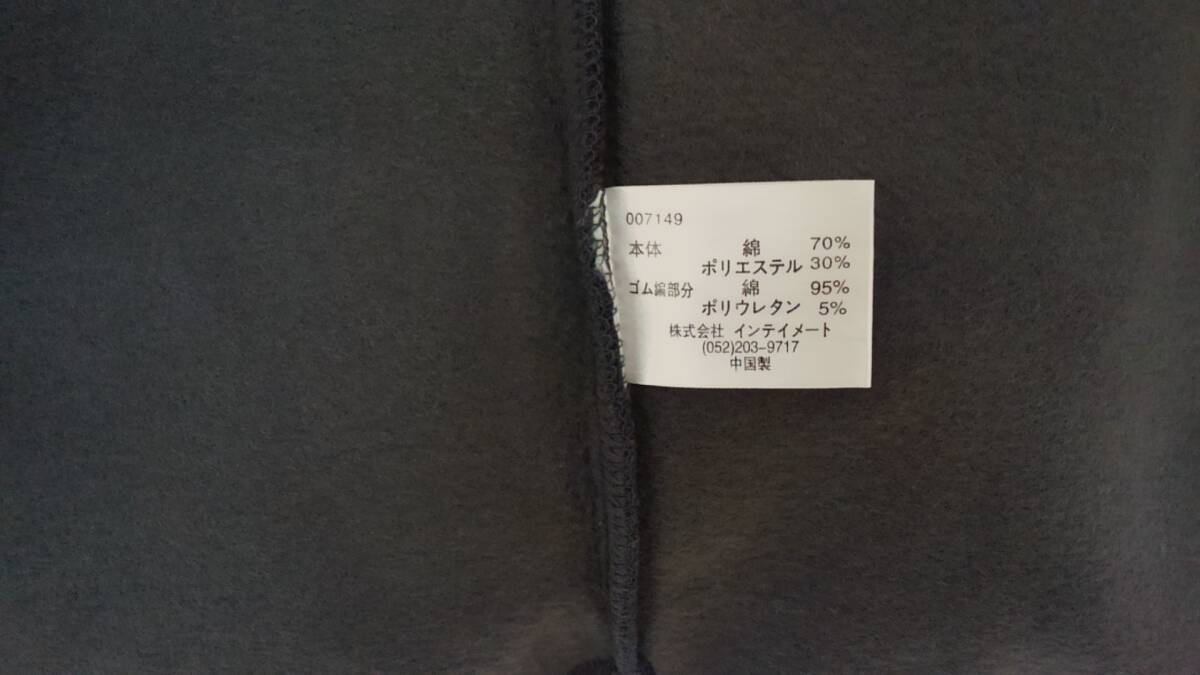 007149
本体 綿 70%
ポリエステル 30%
ゴム編部分 綿 95%
ポリウレタン 5%
株式会社 インテイメート
(052)203-9717
中国製